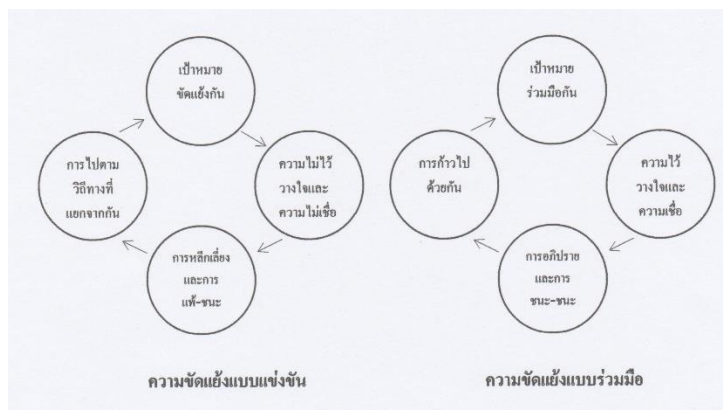 เป้าหมาย
ขัดแย้งกัน
ความไม่ไว้
วางใจและ
ความไม่เชื่อ
การหลีกเลี่ยง
และการ
แพ้-ชนะ
การไปตาม
วิถีทางที่
แยกจากกัน
ความขัดแย้งแบบแข่งขัน
เป้าหมาย
ร่วมมือกัน
ความไว้
วางใจและ
ความเชื่อ
การอภิปราย
และการ
ชนะ-ชนะ
การก้าวไป
ด้วยกัน
ความขัดแย้งแบบร่วมมือ